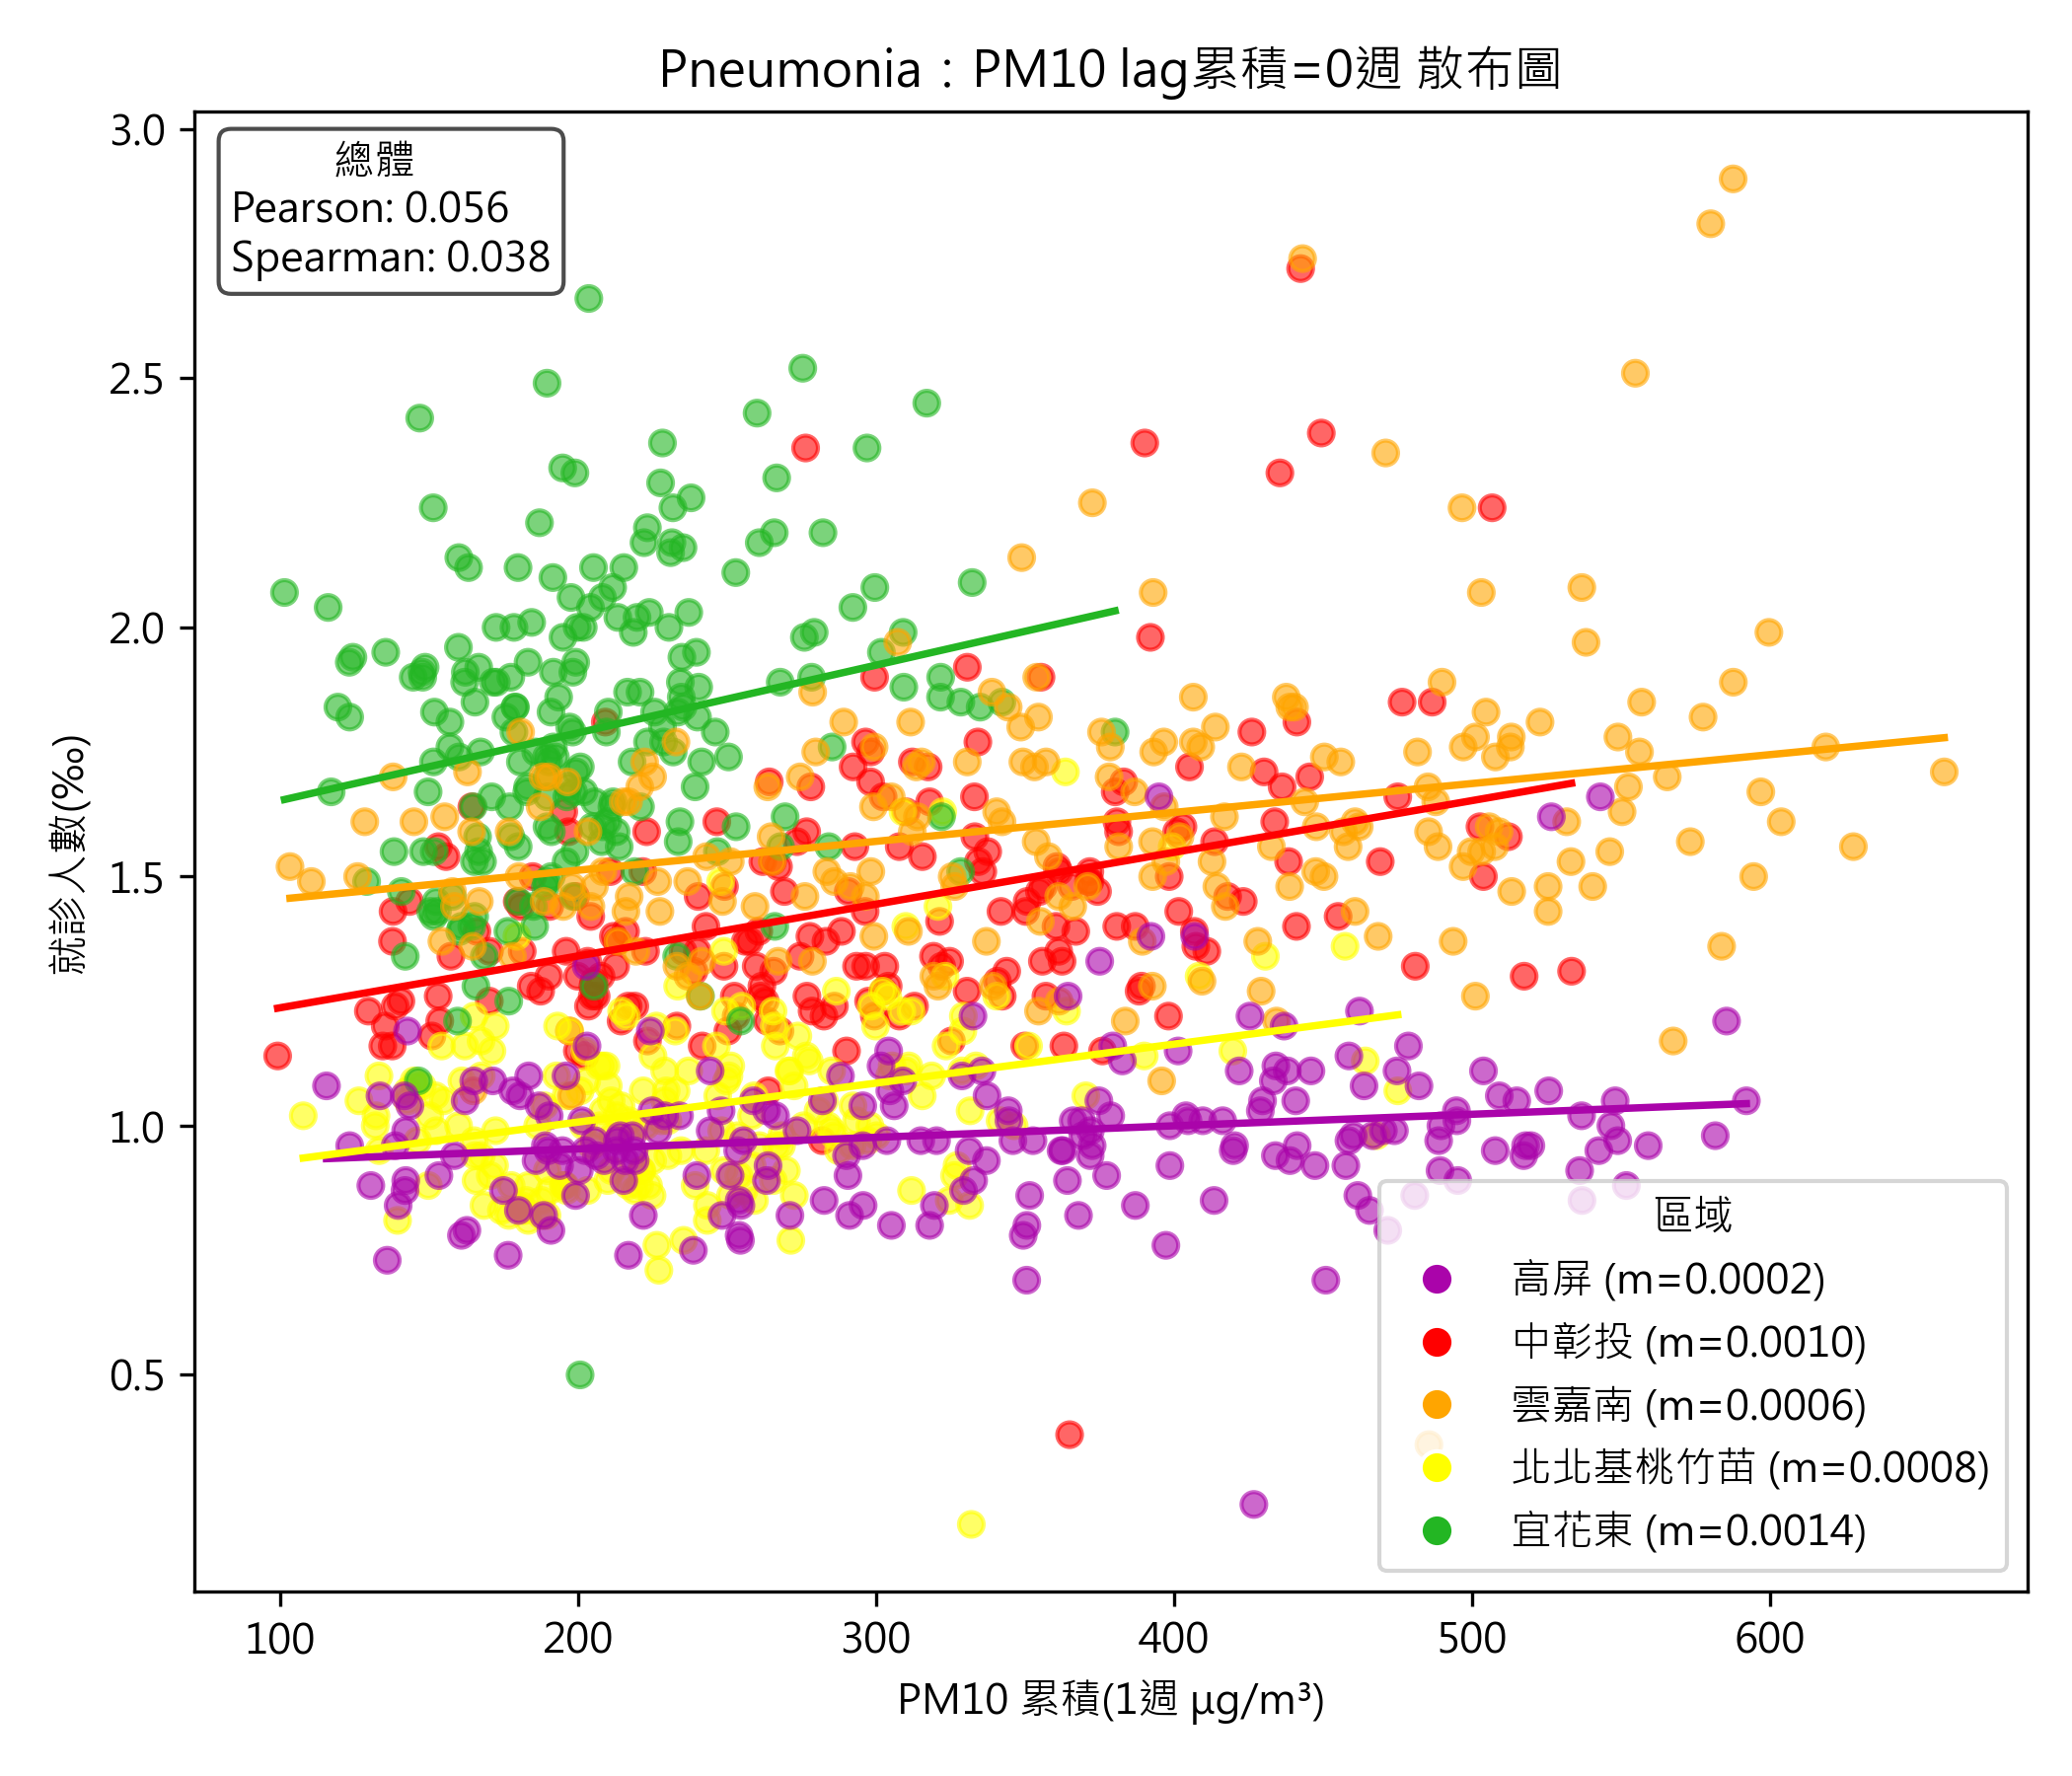 Pneumonia：PM10 lag累積=0週 散布圖
總體
Pearson: 0.056
Spearman: 0.038
就診人數(‰)
3.0
2.5
2.0
1.5
1.0
0.5
區域
高屏 (m=0.0002)
中彰投 (m=0.0010)
雲嘉南 (m=0.0006)
北北基桃竹苗 (m=0.0008)
宜花東 (m=0.0014)
100 200 300 400 500 600
PM10 累積(1週 μg/m³)